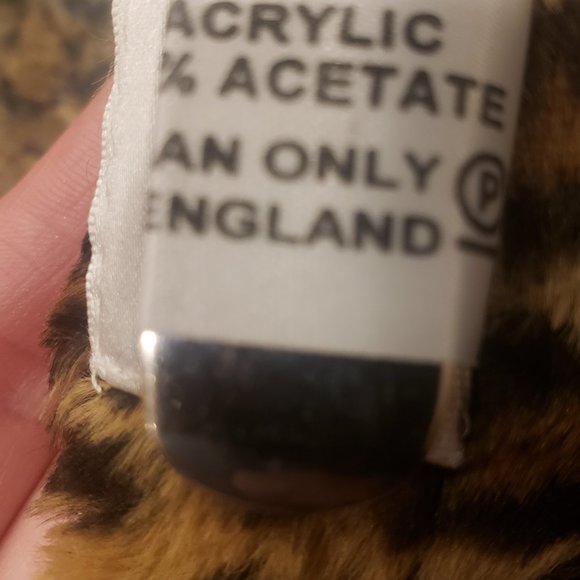 ACRYLIC
% ACETATE
AN ONLY Ⓟ
ENGLAND